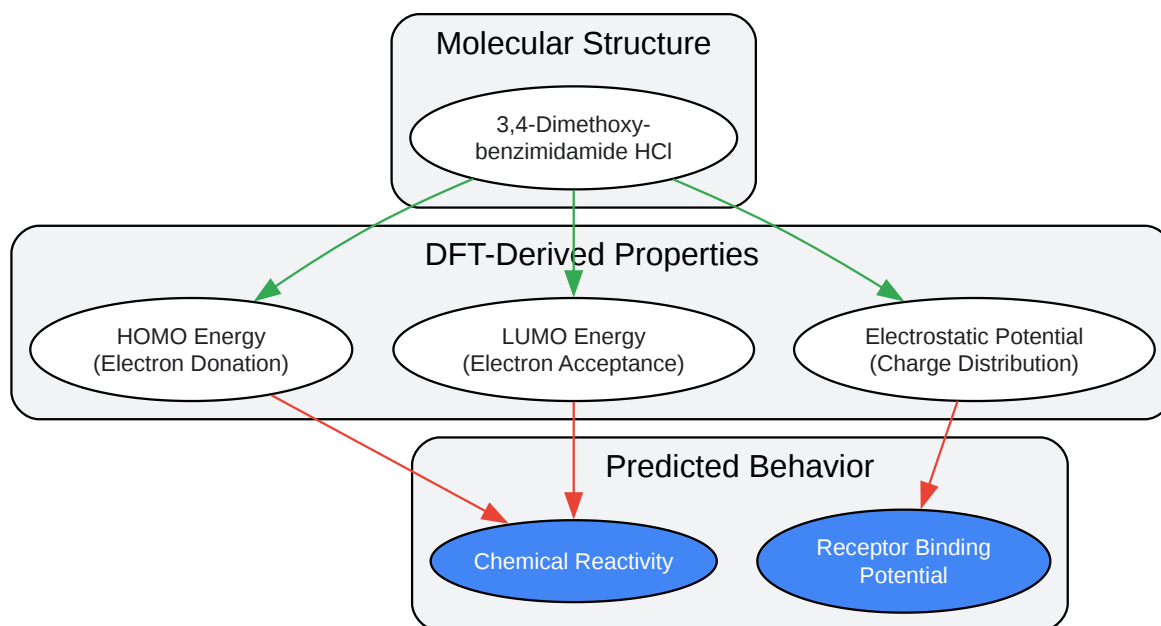 Molecular Structure
3,4-Dimethoxy-
benzimidamide HCl
DFT-Derived Properties
HOMO Energy
(Electron Donation)
LUMO Energy
(Electron Acceptance)
Electrostatic Potential
(Charge Distribution)
Predicted Behavior
Chemical Reactivity
Receptor Binding
Potential